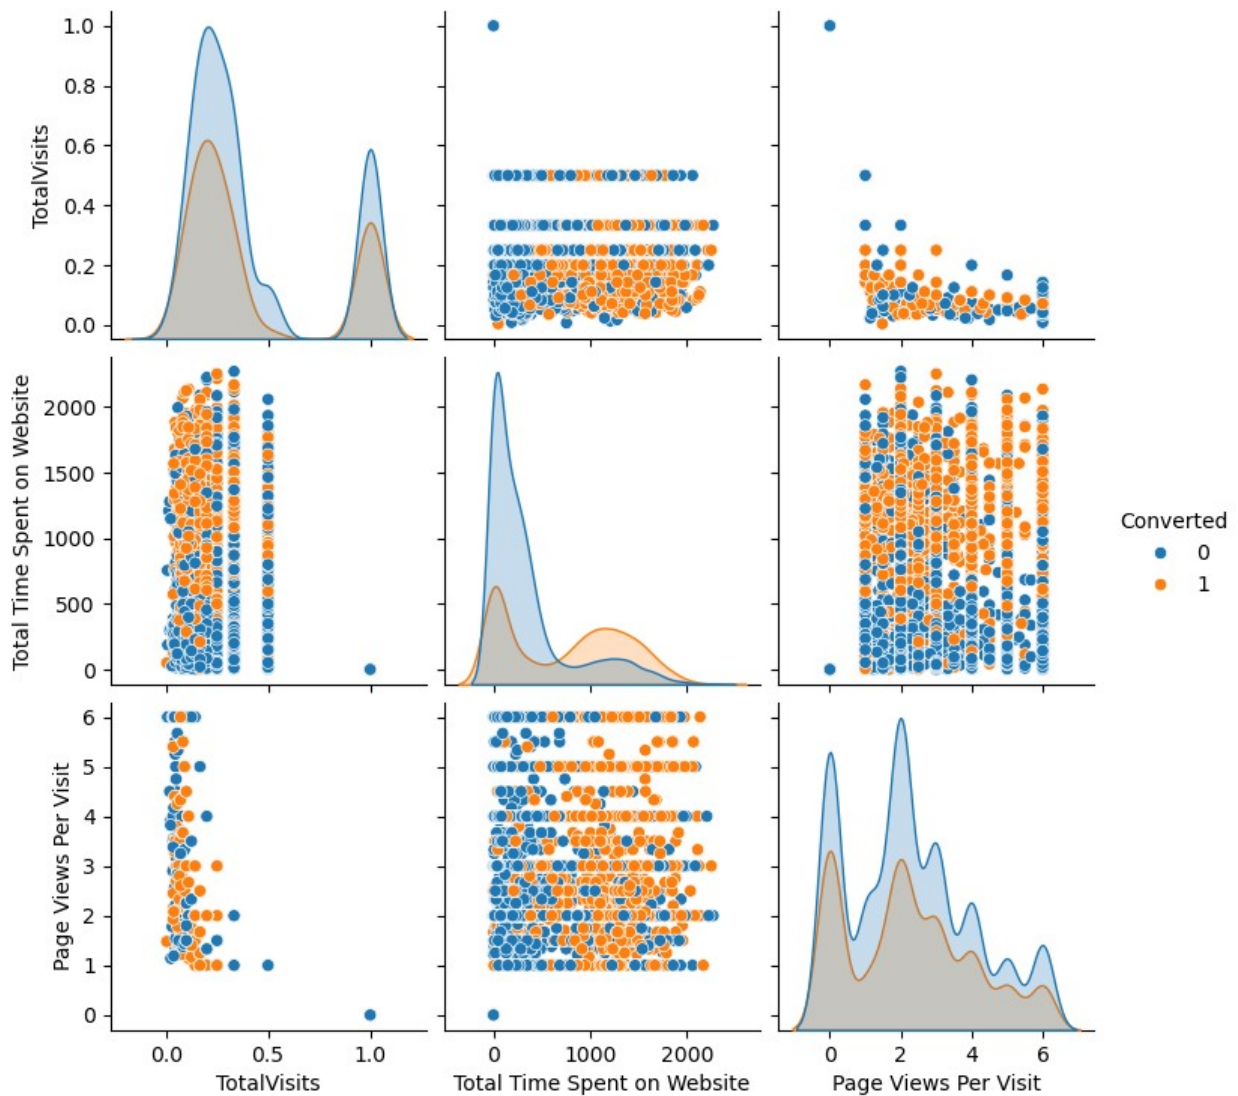 1.0
0.8
0.6
0.4
0.2
0.0
TotalVisits
2000
1500
1000
500
0
Total Time Spent on Website
Converted
0
1
6
5
4
3
2
1
0
Page Views Per Visit
0.0 0.5 1.0
0 1000 2000
0 2 4 6
TotalVisits
Total Time Spent on Website
Page Views Per Visit